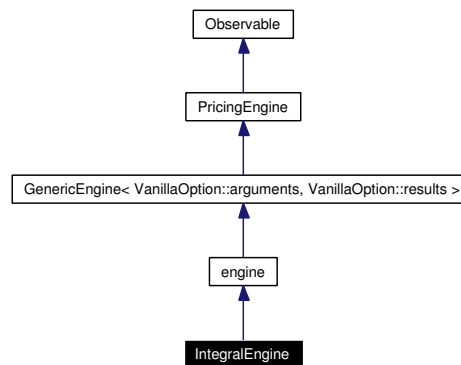 Observable
PricingEngine
GenericEngine< VanillaOption::arguments, VanillaOption::results >
engine
IntegralEngine